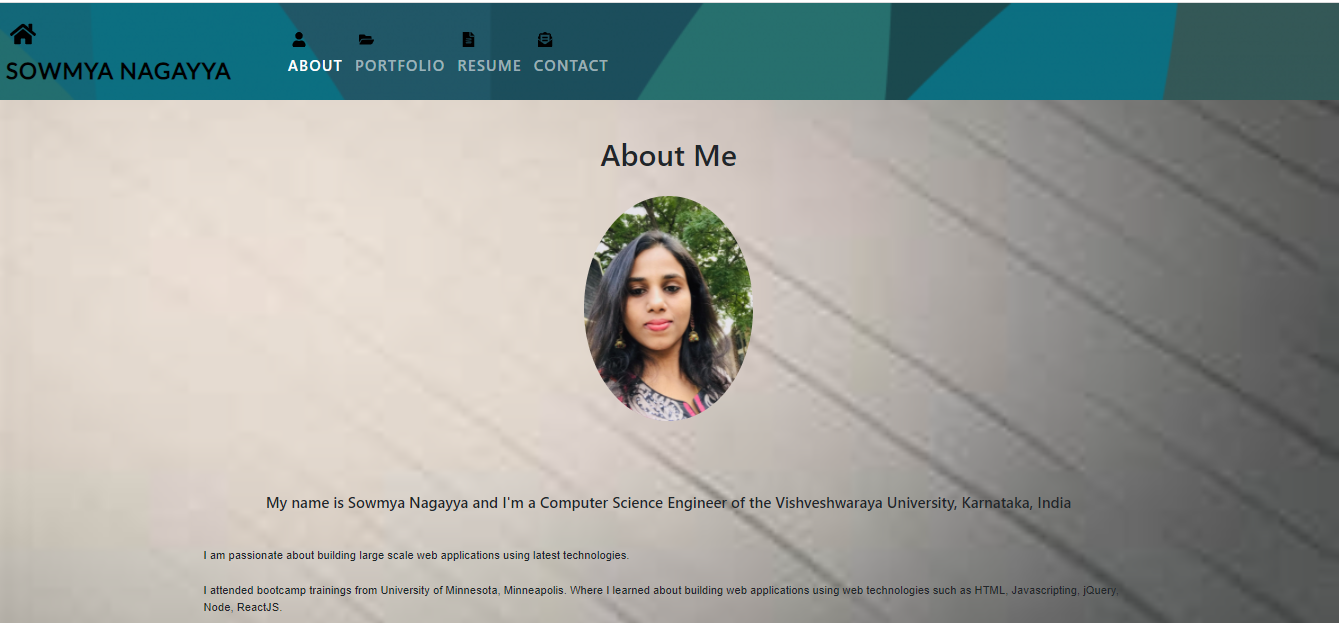 SOWMYA NAGAYYA
ABOUT PORTFOLIO RESUME CONTACT
About Me
My name is Sowmya Nagayya and I'm a Computer Science Engineer of the Vishveshwaraya University, Karnataka, India
I am passionate about building large scale web applications using latest technologies.
I attended bootcamp trainings from University of Minnesota, Minneapolis. Where I learned about building web applications using web technologies such as HTML, Javascripting, jQuery,
Node, ReactJS.